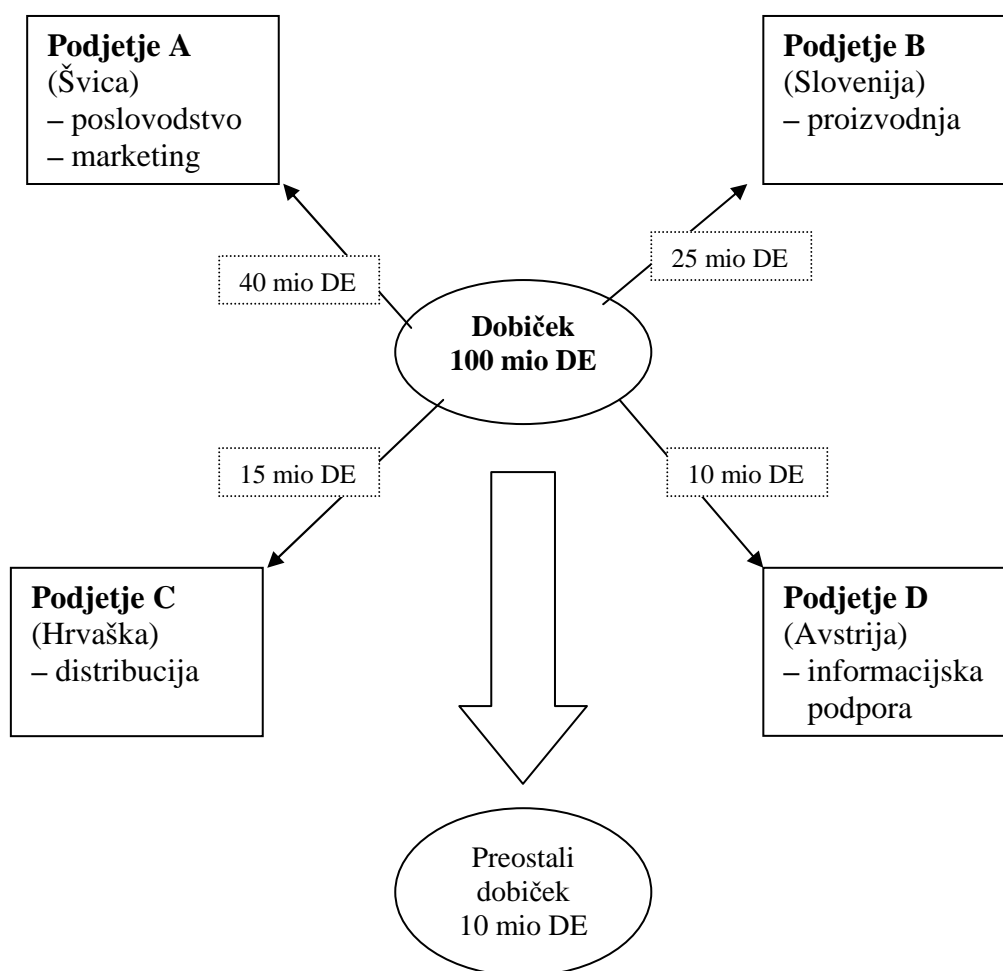 Podjetje A
(Švica)
– poslovodstvo
– marketing
Podjetje B
(Slovenija)
– proizvodnja
40 mio DE
25 mio DE
Dobiček
100 mio DE
15 mio DE
10 mio DE
Podjetje C
(Hrvaška)
– distribucija
Podjetje D
(Avstrija)
– informacijska
podpora
Preostali
dobiček
10 mio DE